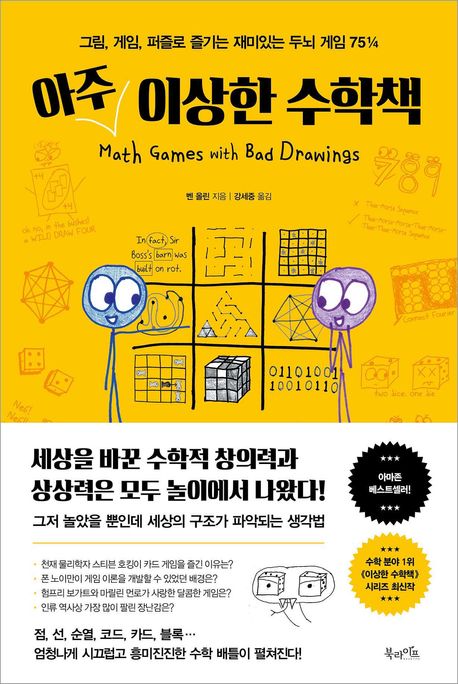 그림, 게임, 퍼즐로 즐기는 재미있는 두뇌 게임 75¼
아주 이상한 수학책
Math Games with Bad Drawings
벤 올린 지음 | 강세중 옮김
789
oh no, in the bushes!
a WILD DRAW FOUR
In fact, Sir
Boss's barn was
built on rot.
01101001
10010110
Connect Fourier
two dice, one die
세상을 바꾼 수학적 창의력과
상상력은 모두 놀이에서 나왔다!
그저 놀았을 뿐인데 세상의 구조가 파악되는 생각법
아마존
베스트셀러!
· 천재 물리학자 스티븐 호킹이 카드 게임을 즐긴 이유는?
· 폰 노이만이 게임 이론을 개발할 수 있었던 배경은?
· 험프리 보가트와 마릴린 먼로가 사랑한 달콤한 게임은?
· 인류 역사상 가장 많이 팔린 장난감은?
수학 분야 1위
《이상한 수학책》
시리즈 최신작
점, 선, 순열, 코드, 카드, 블록…
엄청나게 시끄럽고 흥미진진한 수학 배틀이 펼쳐진다!
북라이프